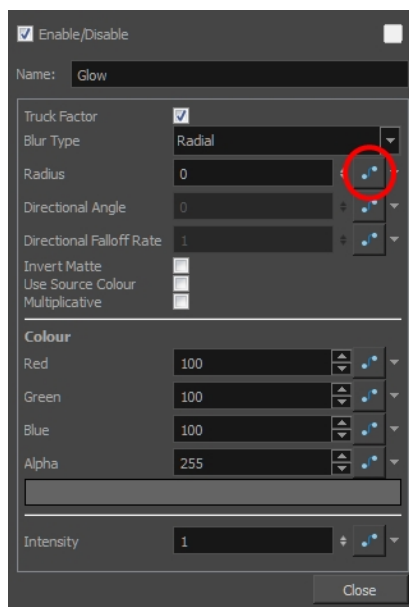 Enable/Disable
Name: Glow
Truck Factor
Blur Type Radial
Radius 0
Directional Angle 0
Directional Falloff Rate 1
Invert Matte
Use Source Colour
Multiplicative
Colour
Red 100
Green 100
Blue 100
Alpha 255
Intensity 1
Close